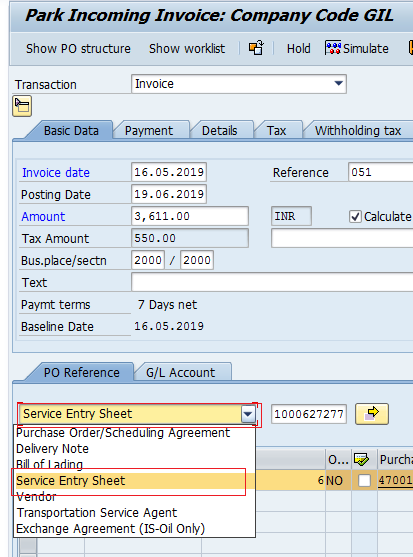 Park Incoming Invoice: Company Code GIL
Show PO structure Show worklist Hold Simulate
Transaction Invoice
Basic Data Payment Details Tax Withholding tax
Invoice date 16.05.2019 Reference 051
Posting Date 19.06.2019
Amount 3,611.00 INR Calculate
Tax Amount 550.00
Bus.place/sectn 2000 / 2000
Text
Paymt terms 7 Days net
Baseline Date 16.05.2019
PO Reference G/L Account
Service Entry Sheet 1000627277
Purchase Order/Scheduling Agreement
Delivery Note
Bill of Lading O... Purcha
Service Entry Sheet 6 NO 47001
Vendor
Transportation Service Agent
Exchange Agreement (IS-Oil Only)